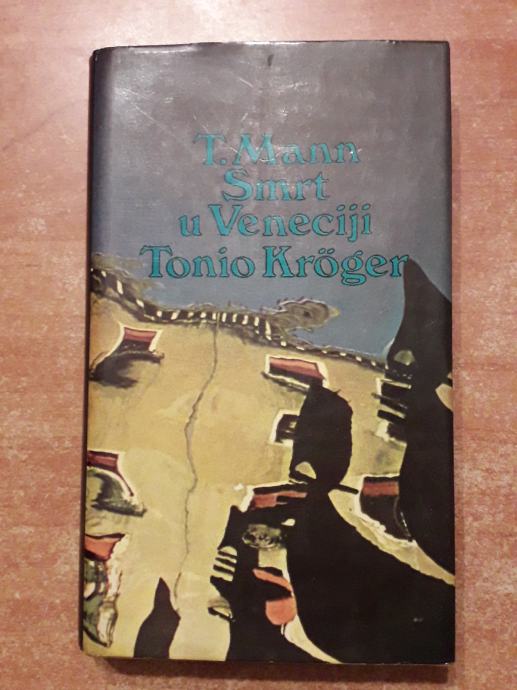 T. Mann
Smrt
u Veneciji
Tonio Kröger